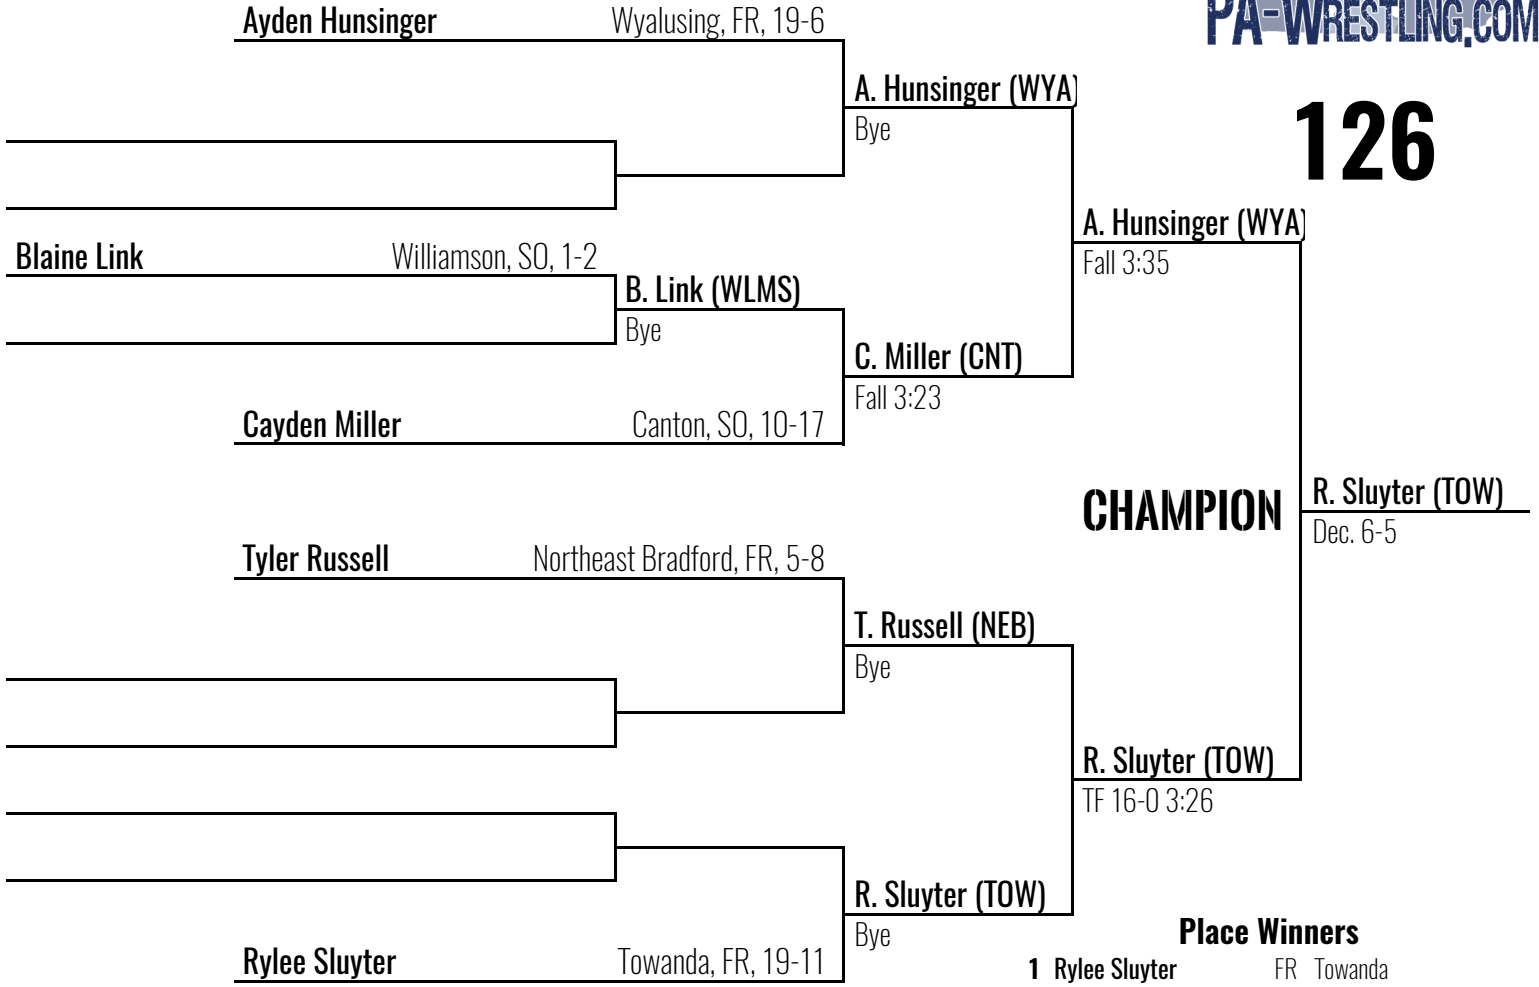 Ayden Hunsinger Wyalusing, FR, 19-6
PA-WRESTLING.COM
A. Hunsinger (WYA)
Bye
126
A. Hunsinger (WYA)
Fall 3:35
Blaine Link Williamson, SO, 1-2
B. Link (WLMS)
Bye
C. Miller (CNT)
Fall 3:23
Cayden Miller Canton, SO, 10-17
CHAMPION
R. Sluyter (TOW)
Dec. 6-5
Tyler Russell Northeast Bradford, FR, 5-8
T. Russell (NEB)
Bye
R. Sluyter (TOW)
TF 16-0 3:26
R. Sluyter (TOW)
Bye
Rylee Sluyter Towanda, FR, 19-11
Place Winners
1 Rylee Sluyter FR Towanda